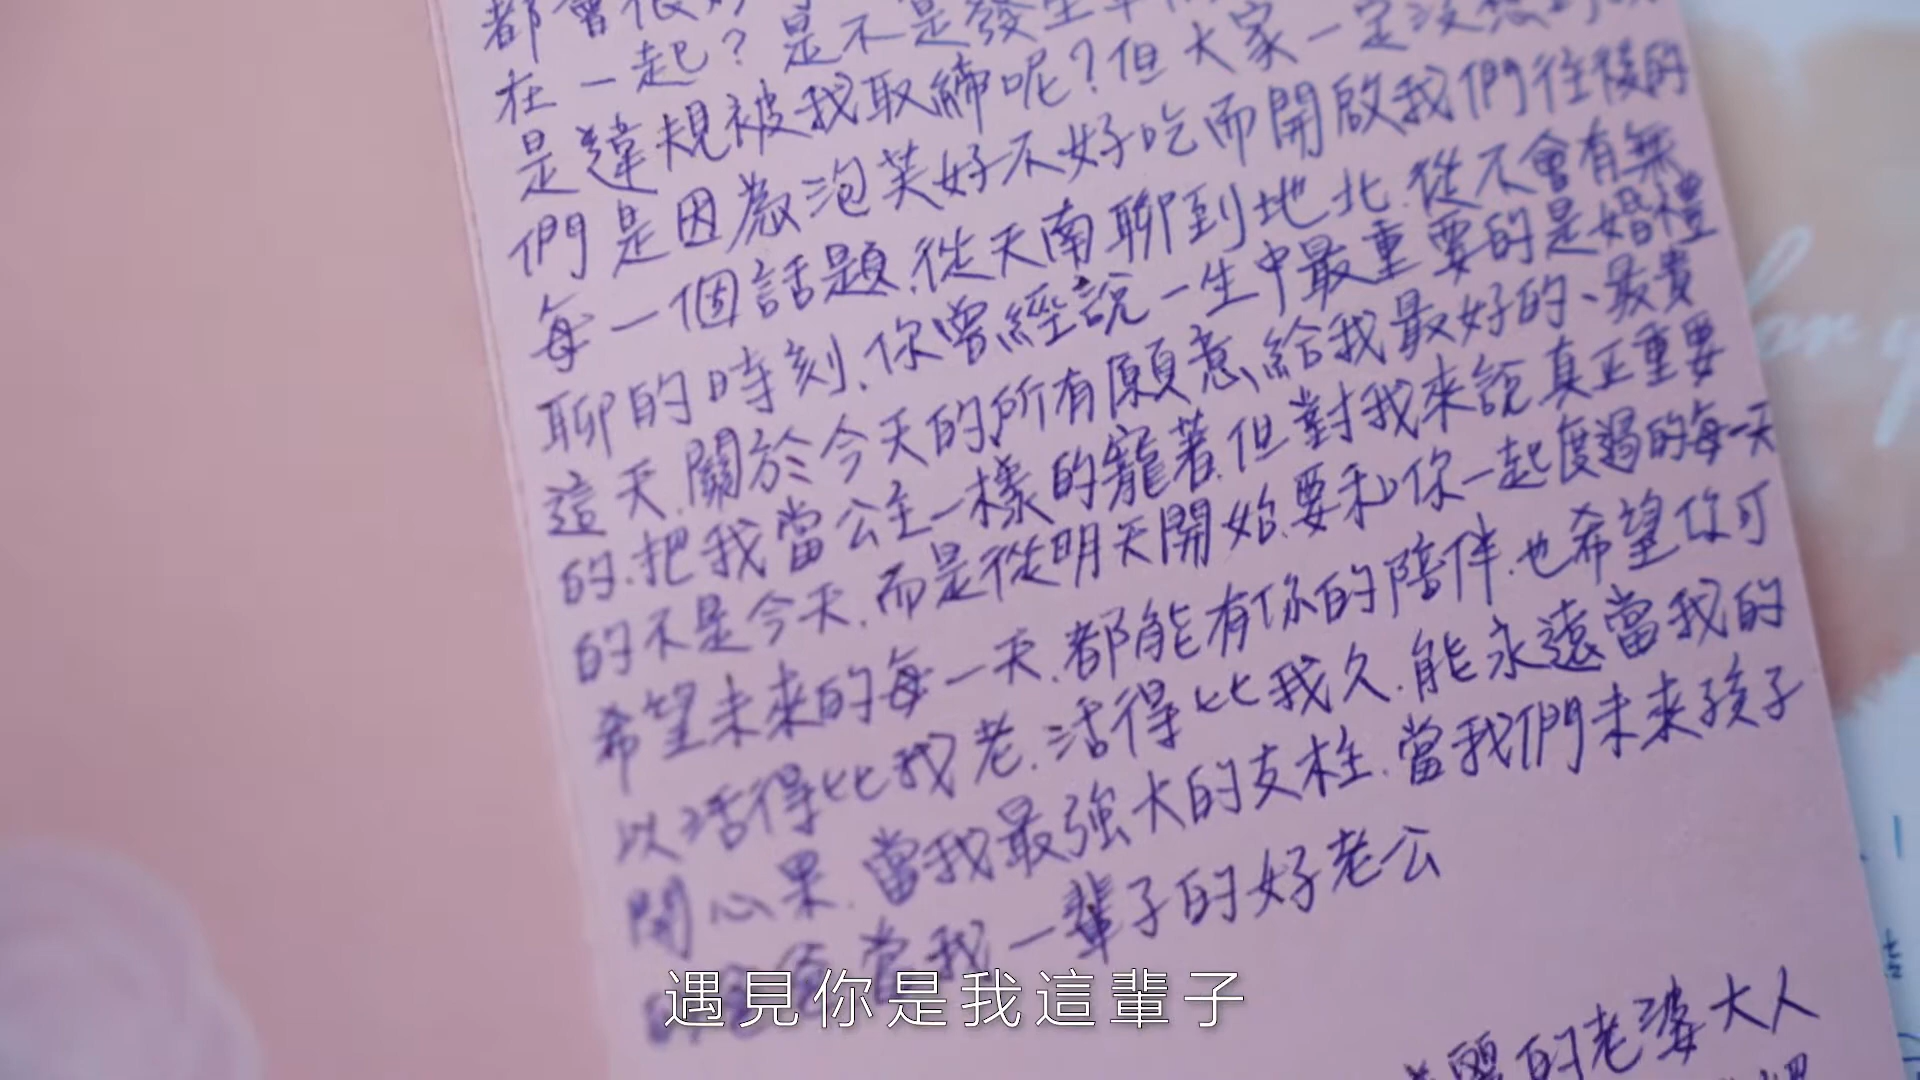 都會很好
在一起?是不是發生車
是違規被我取締呢?但大家一定沒想到
們是因為泡芙好不好吃而開啟我們往後的
每一個話題.從天南聊到地北.從不會有無
聊的時刻.你曾經說一生中最重要的是婚禮
這天.關於今天的所有願意給我最好的、最貴
的.把我當公主一樣的寵著.但對我來說真正重要
的不是今天.而是從明天開始.要和你一起度過的每一天
希望未來的每一天.都能有你的陪伴.也希望你可
以活得比我老.活得比我久.能永遠當我的
開心果.當我最強大的支柱.當我們未來孩子
當我一輩子的好老公
遇見你是我這輩子
麗的老婆大人